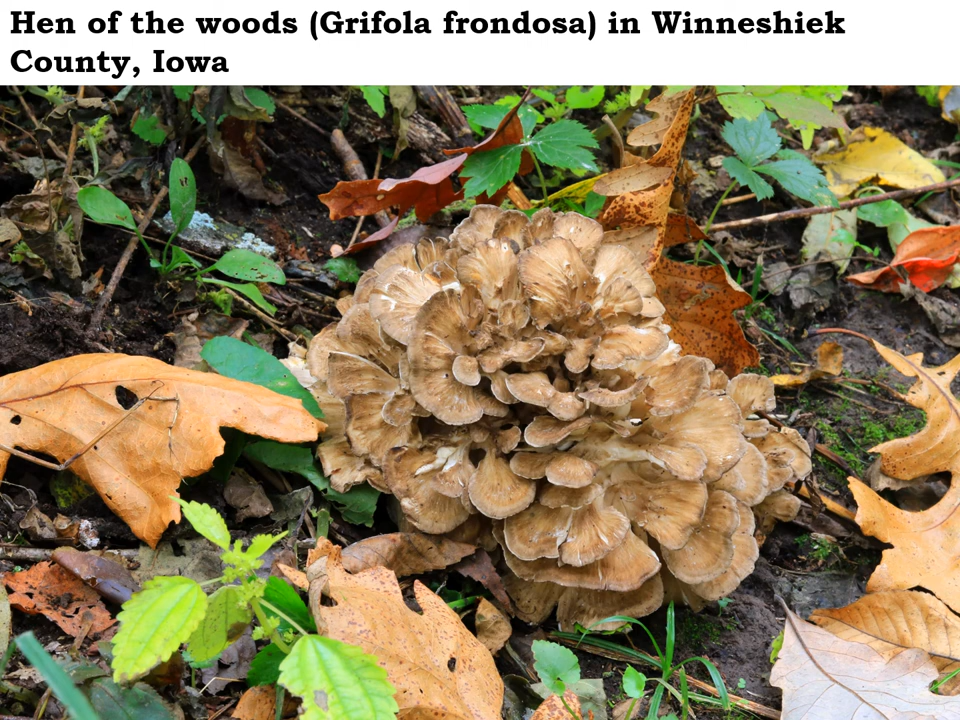 Hen of the woods (Grifola frondosa) in Winneshiek
County, Iowa